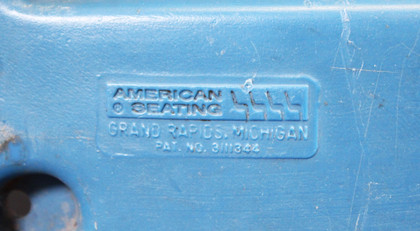 AMERICAN
SEATING
GRAND RAPIDS, MICHIGAN
PAT. NO. 3111344